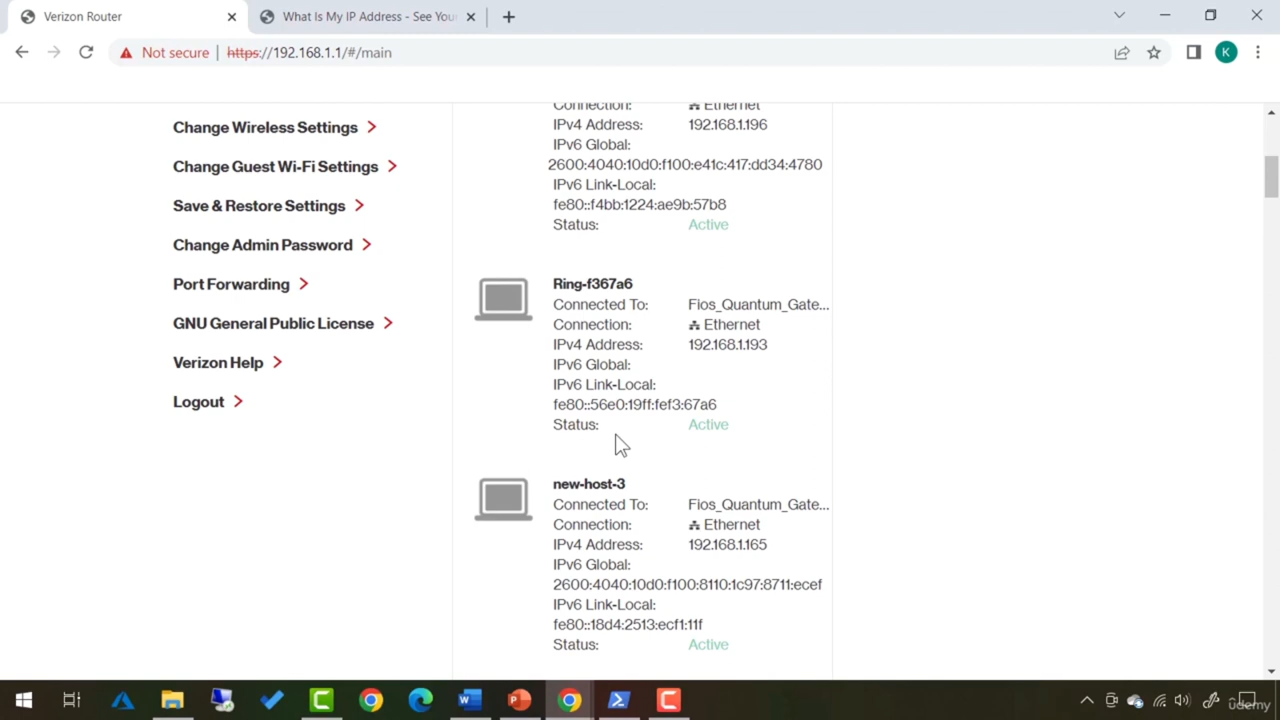 Verizon Router
What Is My IP Address - See Your
Not secure
https://192.168.1.1/#/main
K
Change Wireless Settings
Change Guest Wi-Fi Settings
Save & Restore Settings
Change Admin Password
Port Forwarding
GNU General Public License
Verizon Help
Logout
Connection: Ethernet
IPv4 Address: 192.168.1.196
IPv6 Global:
2600:4040:10d0:f100:e41c:417:dd34:4780
IPv6 Link-Local:
fe80::f4bb:1224:ae9b:57b8
Status: Active
Ring-f367a6
Connected To: Fios_Quantum_Gate...
Connection: Ethernet
IPv4 Address: 192.168.1.193
IPv6 Global:
IPv6 Link-Local:
fe80::56e0:19ff:fef3:67a6
Status: Active
new-host-3
Connected To: Fios_Quantum_Gate...
Connection: Ethernet
IPv4 Address: 192.168.1.165
IPv6 Global:
2600:4040:10d0:f100:8110:1c97:8711:ecef
IPv6 Link-Local:
fe80::18d4:2513:ecf1:11f
Status: Active
udemy